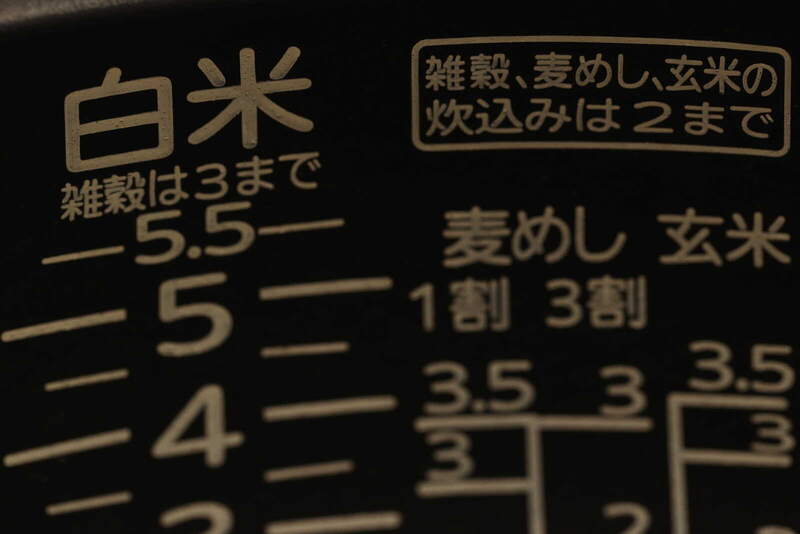 白米
雑穀は3まで
5.5
5
4
3
雑穀、麦めし、玄米の
炊込みは2まで
麦めし 玄米
1割 3割
3.5 3 3.5
3 3
2